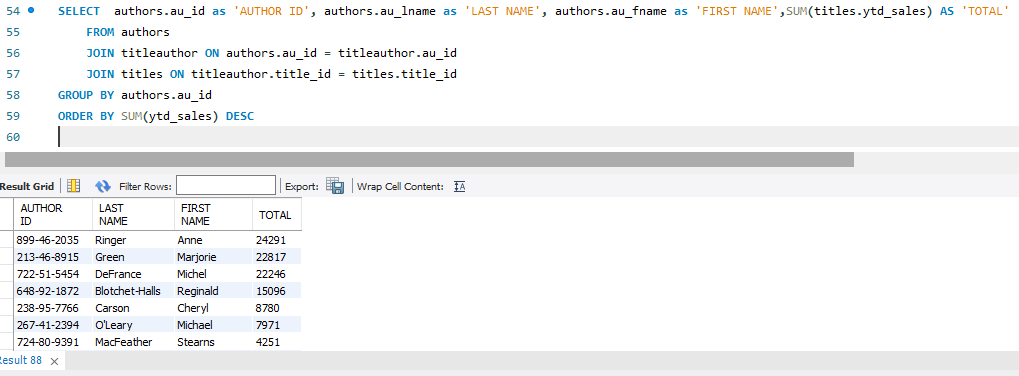 54 SELECT authors.au_id as 'AUTHOR ID', authors.au_lname as 'LAST NAME', authors.au_fname as 'FIRST NAME',SUM(titles.ytd_sales) AS 'TOTAL'
55 FROM authors
56 JOIN titleauthor ON authors.au_id = titleauthor.au_id
57 JOIN titles ON titleauthor.title_id = titles.title_id
58 GROUP BY authors.au_id
59 ORDER BY SUM(ytd_sales) DESC
60
Result Grid Filter Rows: Export: Wrap Cell Content: IA
AUTHOR ID LAST NAME FIRST NAME TOTAL
899-46-2035 Ringer Anne 24291
213-46-8915 Green Marjorie 22817
722-51-5454 DeFrance Michel 22246
648-92-1872 Blotchet-Halls Reginald 15096
238-95-7766 Carson Cheryl 8780
267-41-2394 O'Leary Michael 7971
724-80-9391 MacFeather Stearns 4251
esult 88 ×